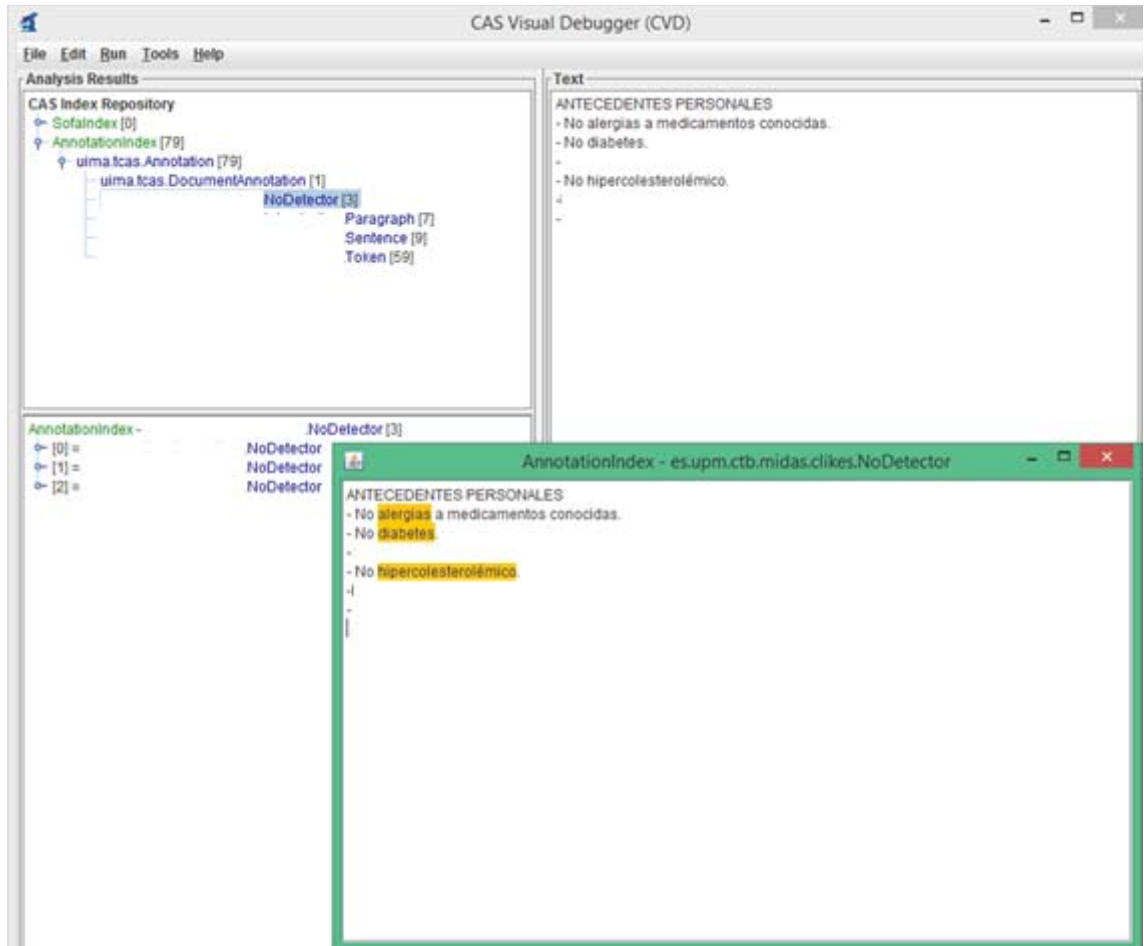 CAS Visual Debugger (CVD)
File Edit Run Tools Help
Analysis Results
CAS Index Repository
SofaIndex [0]
AnnotationIndex [79]
uima.tcas.Annotation [79]
uima.tcas.DocumentAnnotation [1]
NoDetector [3]
Paragraph [7]
Sentence [9]
Token [59]
Text
ANTECEDENTES PERSONALES
- No alergias a medicamentos conocidas.
- No diabetes.
-
- No hipercolesterolémico.
-
-
AnnotationIndex - .NoDetector [3]
[0] = NoDetector
[1] = NoDetector
[2] = NoDetector
AnnotationIndex - es.upm.ctb.midas.clikes.NoDetector
ANTECEDENTES PERSONALES
- No alergias a medicamentos conocidas.
- No diabetes.
-
- No hipercolesterolémico.
-
-